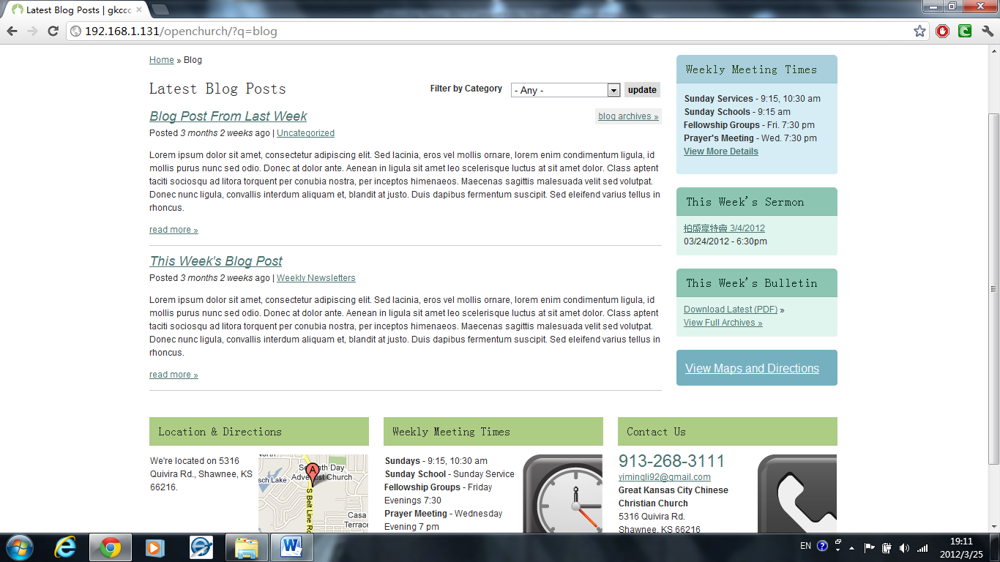 Latest Blog Posts | gkccc
192.168.1.131/openchurch/?q=blog
Home » Blog
Latest Blog Posts
Filter by Category
- Any -
update
Blog Post From Last Week
blog archives »
Posted 3 months 2 weeks ago | Uncategorized
Lorem ipsum dolor sit amet, consectetur adipiscing elit. Sed lacinia, eros vel mollis ornare, lorem enim condimentum ligula, id
mollis purus nunc sed odio. Donec at dolor ante. Aenean in ligula sit amet leo scelerisque luctus at sit amet dolor. Class aptent
taciti sociosqu ad litora torquent per conubia nostra, per inceptos himenaeos. Maecenas sagittis malesuada velit sed volutpat.
Donec nunc ligula, convallis interdum aliquam et, blandit at justo. Duis dapibus fermentum suscipit. Sed eleifend varius tellus in
rhoncus.
read more »
This Week's Blog Post
Posted 3 months 2 weeks ago | Weekly Newsletters
Lorem ipsum dolor sit amet, consectetur adipiscing elit. Sed lacinia, eros vel mollis ornare, lorem enim condimentum ligula, id
mollis purus nunc sed odio. Donec at dolor ante. Aenean in ligula sit amet leo scelerisque luctus at sit amet dolor. Class aptent
taciti sociosqu ad litora torquent per conubia nostra, per inceptos himenaeos. Maecenas sagittis malesuada velit sed volutpat.
Donec nunc ligula, convallis interdum aliquam et, blandit at justo. Duis dapibus fermentum suscipit. Sed eleifend varius tellus in
rhoncus.
read more »
Weekly Meeting Times
Sunday Services - 9:15, 10:30 am
Sunday Schools - 9:15 am
Fellowship Groups - Fri. 7:30 pm
Prayer's Meeting - Wed. 7:30 pm
View More Details
This Week's Sermon
柏盛享特會 3/4/2012
03/24/2012 - 6:30pm
This Week's Bulletin
Download Latest (PDF) »
View Full Archives »
View Maps and Directions
Location & Directions
We're located on 5316
Quivira Rd., Shawnee, KS
66216.
A
S Belt Line Rd
Casa
Terrace
Weekly Meeting Times
Sundays - 9:15, 10:30 am
Sunday School - Sunday Service
Fellowship Groups - Friday
Evenings 7:30
Prayer Meeting - Wednesday
Evening 7 pm
Contact Us
913-268-3111
yimingli92@gmail.com
Great Kansas City Chinese
Christian Church
5316 Quivira Rd.
Shawnee, KS 66216
EN
19:11
2012/3/25